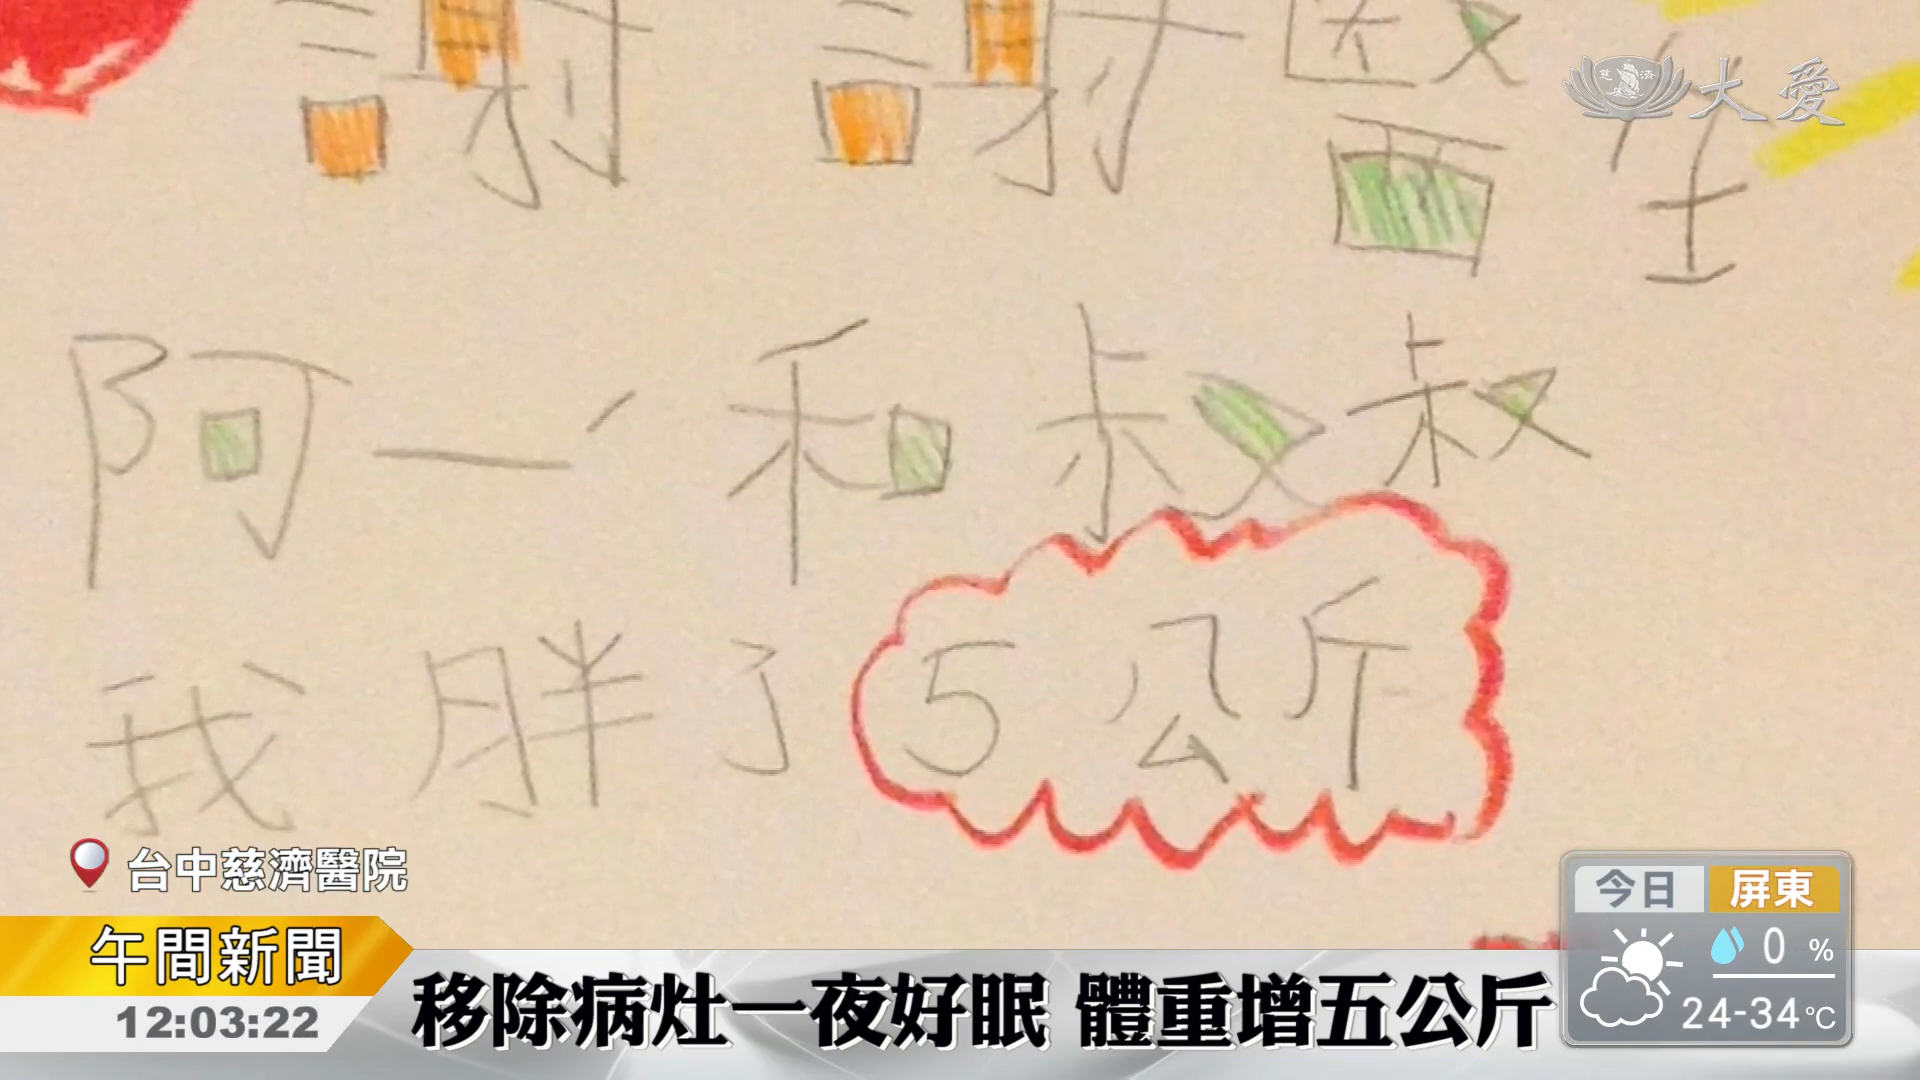 謝謝醫生
慈濟 大愛
阿一和叔叔
我胖了5公斤
台中慈濟醫院
午間新聞
12:03:22
移除病灶一夜好眠 體重增五公斤
今日 屏東
0 %
24-34°C